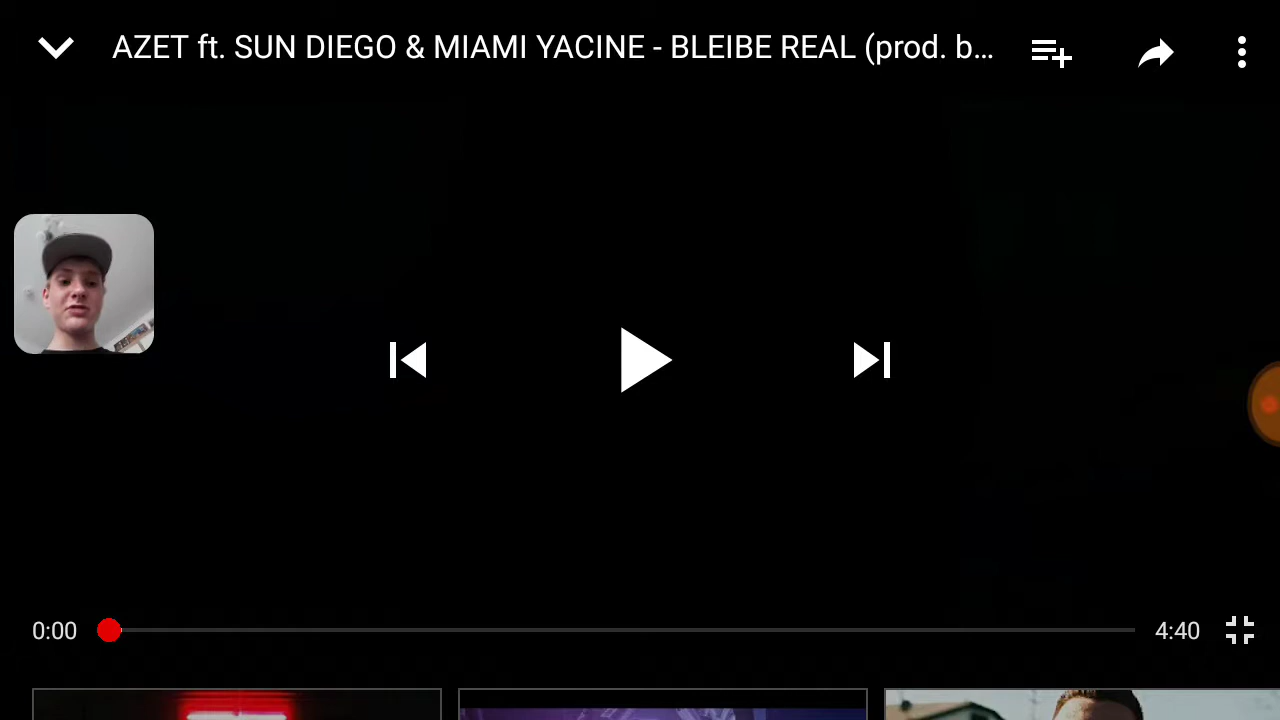 AZET ft. SUN DIEGO & MIAMI YACINE - BLEIBE REAL (prod. b...
0:00
4:40